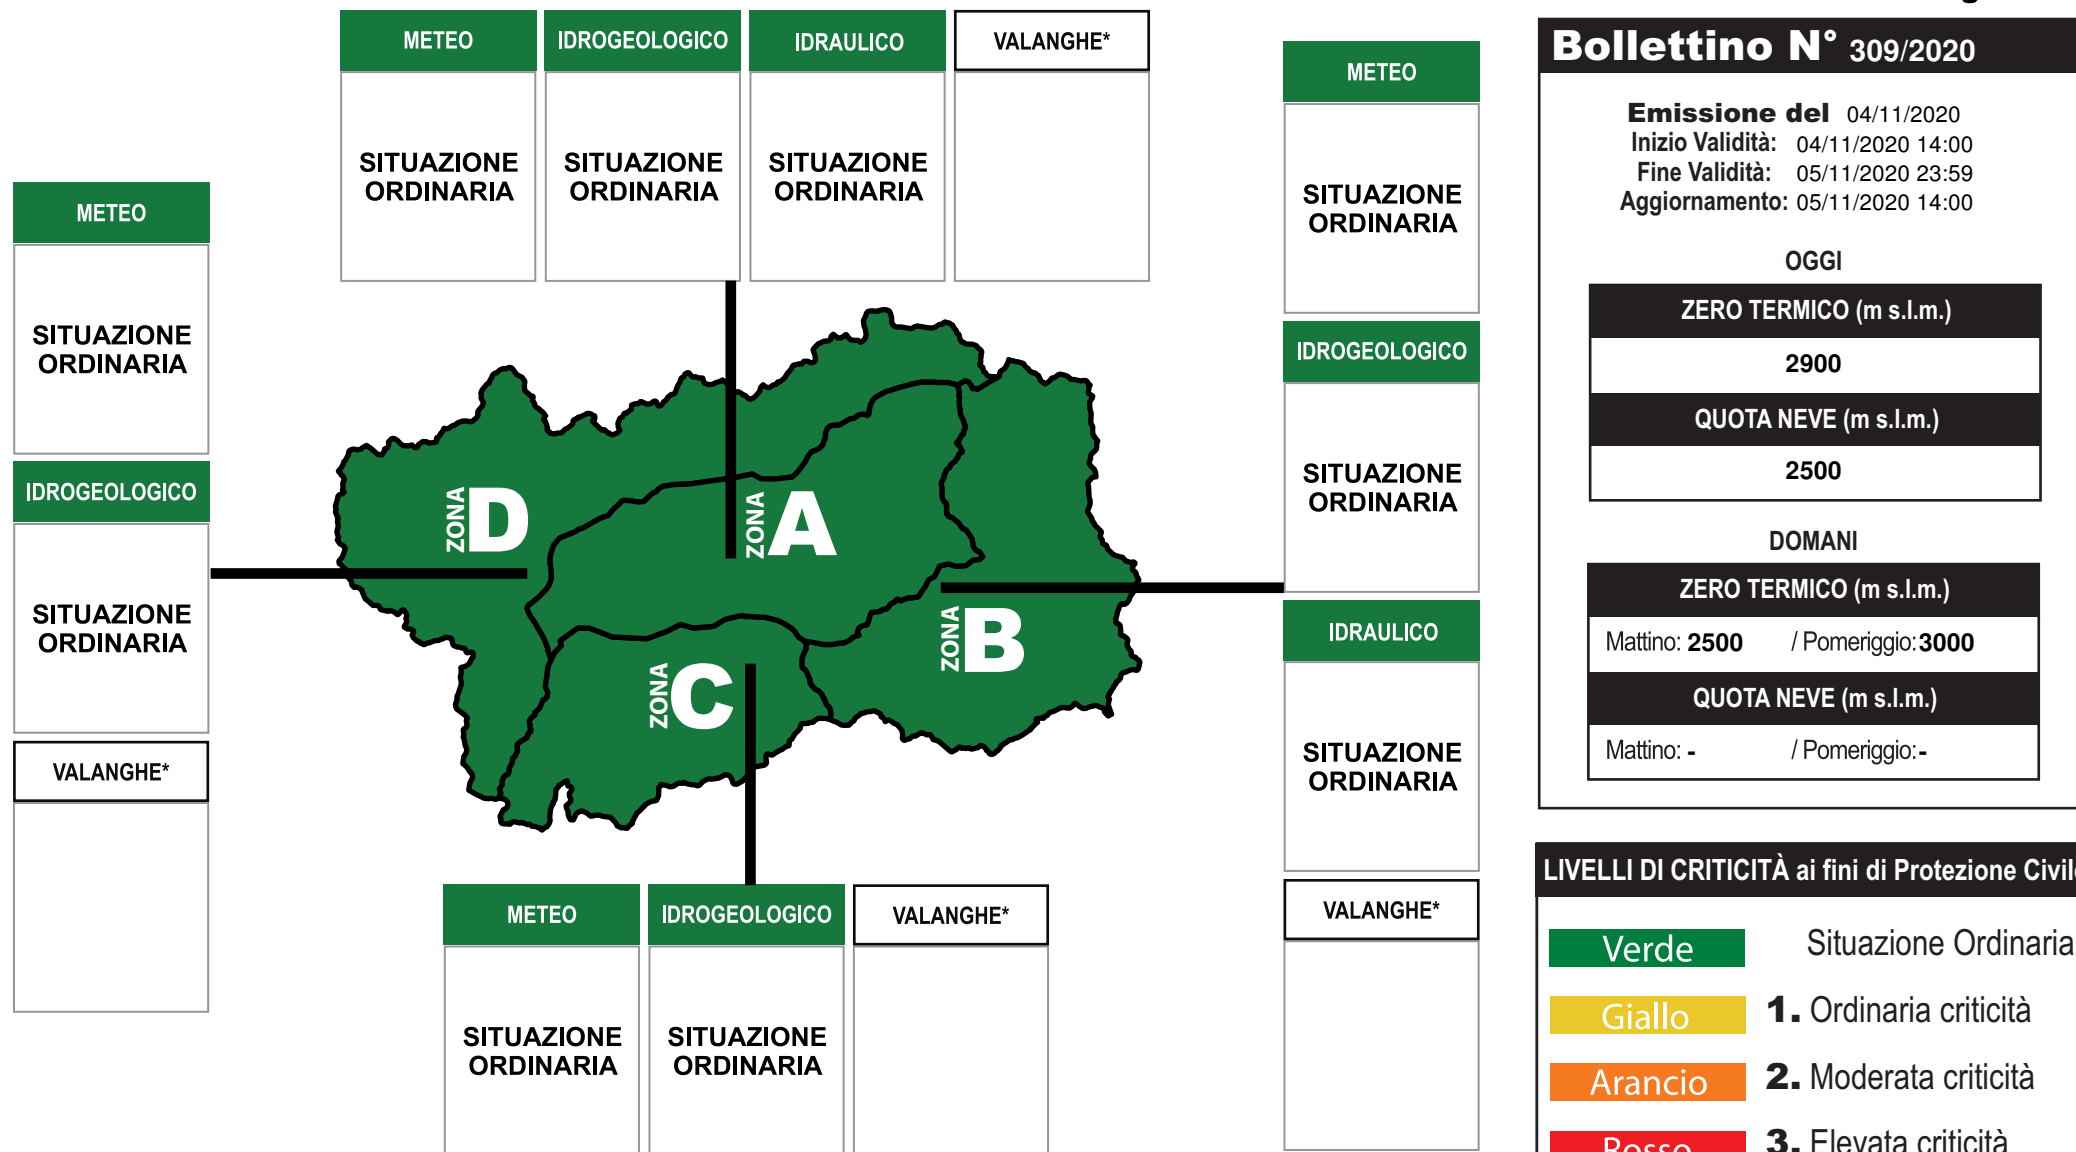 METEO IDROGEOLOGICO IDRAULICO VALANGHE*
SITUAZIONE ORDINARIA
SITUAZIONE ORDINARIA
SITUAZIONE ORDINARIA
METEO
SITUAZIONE
ORDINARIA
IDROGEOLOGICO
SITUAZIONE
ORDINARIA
VALANGHE*
ZONA D
ZONA A
ZONA B
ZONA C
METEO
SITUAZIONE
ORDINARIA
IDROGEOLOGICO
SITUAZIONE
ORDINARIA
IDRAULICO
SITUAZIONE
ORDINARIA
VALANGHE*
METEO IDROGEOLOGICO VALANGHE*
SITUAZIONE ORDINARIA
SITUAZIONE ORDINARIA
Bollettino N° 309/2020
Emissione del 04/11/2020
Inizio Validità: 04/11/2020 14:00
Fine Validità: 05/11/2020 23:59
Aggiornamento: 05/11/2020 14:00
OGGI
ZERO TERMICO (m s.l.m.)
2900
QUOTA NEVE (m s.l.m.)
2500
DOMANI
ZERO TERMICO (m s.l.m.)
Mattino: 2500 / Pomeriggio: 3000
QUOTA NEVE (m s.l.m.)
Mattino: - / Pomeriggio: -
LIVELLI DI CRITICITÀ ai fini di Protezione Civile
Verde Situazione Ordinaria
Giallo 1. Ordinaria criticità
Arancio 2. Moderata criticità
Rosso 3. Elevata criticità